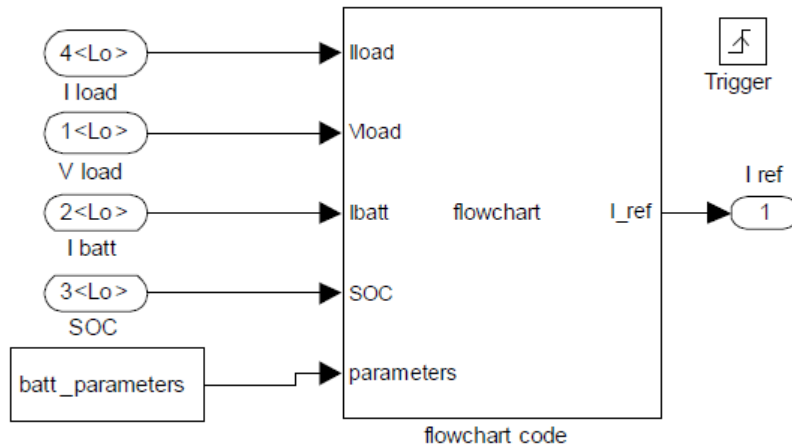 4<Lo>
I load
1<Lo>
V load
2<Lo>
I batt
3<Lo>
SOC
batt_parameters
Iload
Vload
Ibatt
flowchart
I_ref
SOC
parameters
flowchart code
Trigger
I ref
1